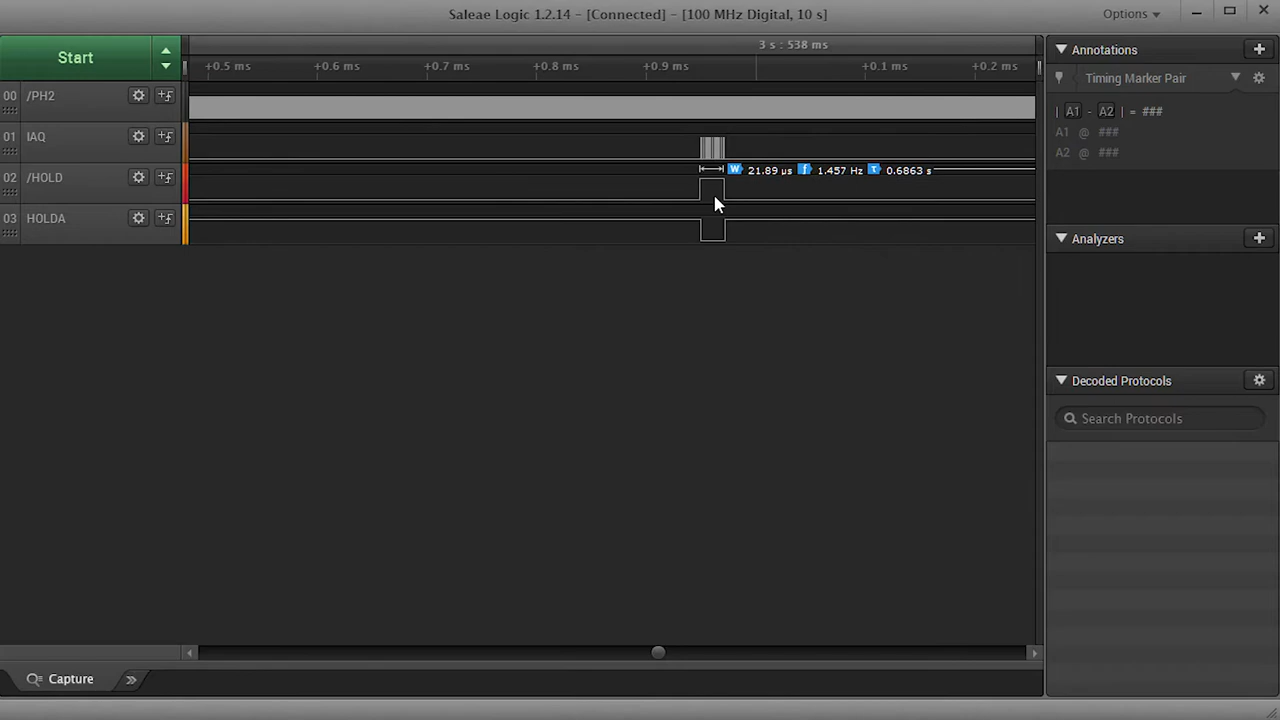 Saleae Logic 1.2.14 - [Connected] - [100 MHz Digital, 10 s]
Options
Start
3 s : 538 ms
+0.5 ms +0.6 ms +0.7 ms +0.8 ms +0.9 ms +0.1 ms +0.2 ms
00 /PH2
01 IAQ
02 /HOLD
W 21.89 µs f 1.457 Hz T 0.6863 s
03 HOLDA
Annotations
Timing Marker Pair
| A1 - A2 | = ###
A1 @ ###
A2 @ ###
Analyzers
Decoded Protocols
Search Protocols
Capture